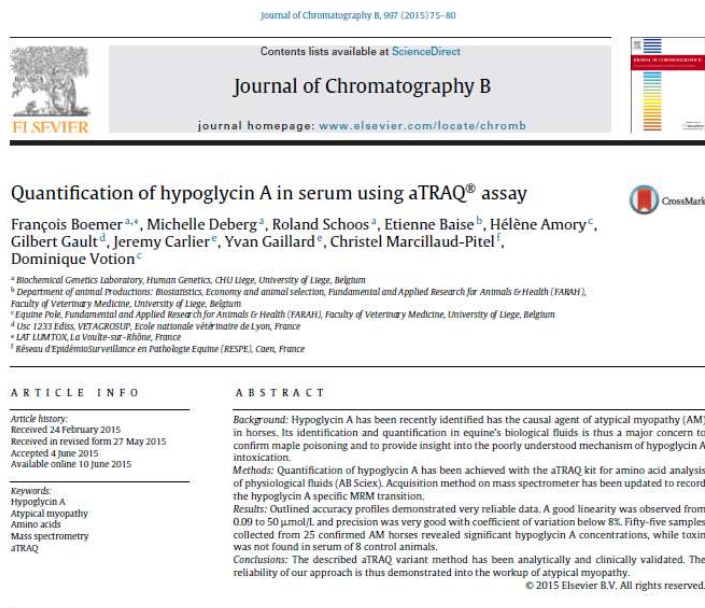 Journal of Chromatography B, 997 (2015) 75–80
Contents lists available at ScienceDirect
Journal of Chromatography B
journal homepage: www.elsevier.com/locate/chromb
ELSEVIER
Quantification of hypoglycin A in serum using aTRAQ® assay
CrossMark
François Boemer a,*, Michelle Deberg a, Roland Schoos a, Etienne Baise b, Hélène Amory c,
Gilbert Gault d, Jeremy Carlier e, Yvan Gaillard e, Christel Marcillaud-Pitel f,
Dominique Votion c
a Biochemical Genetics Laboratory, Human Genetics, CHU Liege, University of Liege, Belgium
b Department of animal Productions: Biostatistics, Economy and animal selection, Fundamental and Applied Research for Animals & Health (FARAH),
Faculty of Veterinary Medicine, University of Liege, Belgium
c Equine Pole, Fundamental and Applied Research for Animals & Health (FARAH), Faculty of Veterinary Medicine, University of Liege, Belgium
d Usc 1233 Ediss, VETAGROSUP, Ecole nationale vétérinaire de Lyon, France
e LAT LUMTOX, La Voulte-sur-Rhône, France
f Réseau d'EpidémioSurveillance en Pathologie Equine (RESPE), Caen, France
ARTICLE INFO
Article history:
Received 24 February 2015
Received in revised form 27 May 2015
Accepted 4 June 2015
Available online 10 June 2015
Keywords:
Hypoglycin A
Atypical myopathy
Amino acids
Mass spectrometry
aTRAQ
ABSTRACT
Background: Hypoglycin A has been recently identified has the causal agent of atypical myopathy (AM)
in horses. Its identification and quantification in equine's biological fluids is thus a major concern to
confirm maple poisoning and to provide insight into the poorly understood mechanism of hypoglycin A
intoxication.
Methods: Quantification of hypoglycin A has been achieved with the aTRAQ kit for amino acid analysis
of physiological fluids (AB Sciex). Acquisition method on mass spectrometer has been updated to record
the hypoglycin A specific MRM transition.
Results: Outlined accuracy profiles demonstrated very reliable data. A good linearity was observed from
0.09 to 50 μmol/L and precision was very good with coefficient of variation below 8%. Fifty-five samples
collected from 25 confirmed AM horses revealed significant hypoglycin A concentrations, while toxin
was not found in serum of 8 control animals.
Conclusions: The described aTRAQ variant method has been analytically and clinically validated. The
reliability of our approach is thus demonstrated into the workup of atypical myopathy.
© 2015 Elsevier B.V. All rights reserved.